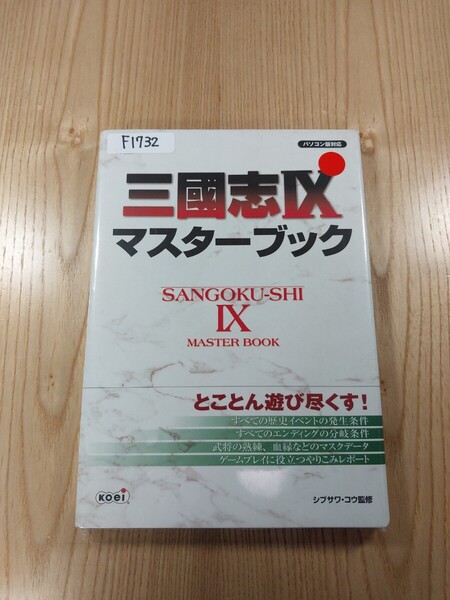 F1732
パソコン版対応
三國志IX
マスターブック
SANGOKU-SHI
IX
MASTER BOOK
とことん遊び尽くす!
すべての歴史イベントの発生条件
すべてのエンディングの分岐条件
武将の熟練、血縁などのマスクデータ
ゲームプレイに役立つやりこみレポート
KOEI
シブサワ・コウ監修